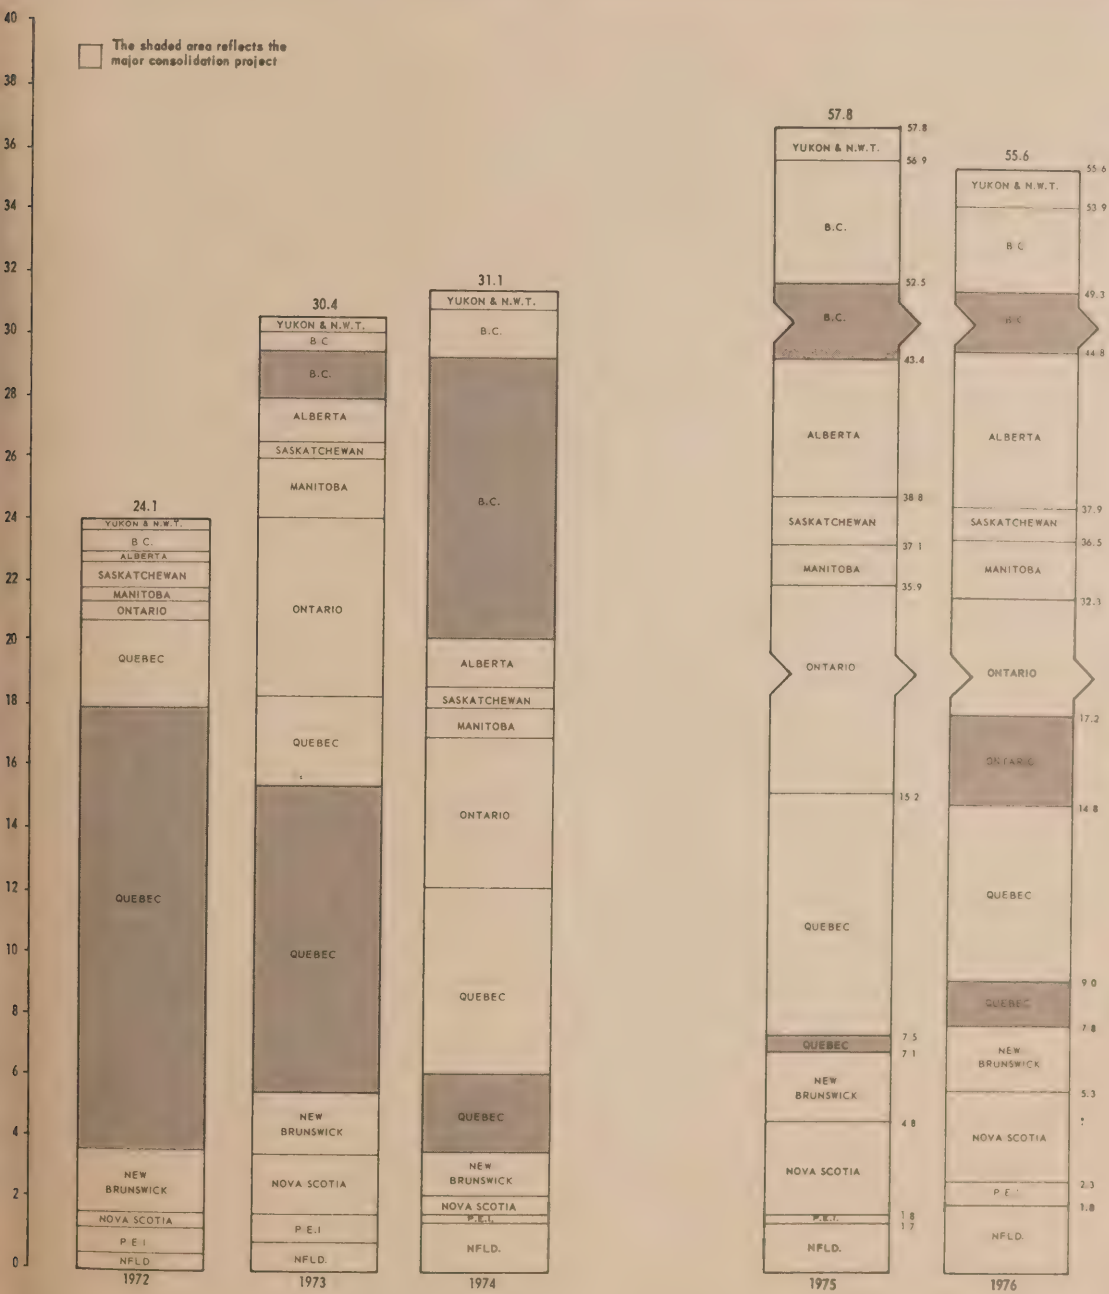 40
38
36
34
32
30
28
26
24
22
20
18
16
14
12
10
8
6
4
2
0
The shaded area reflects the
major consolidation project
24.1
YUKON & N.W.T.
B C.
ALBERTA
SASKATCHEWAN
MANITOBA
ONTARIO
QUEBEC
QUEBEC
NEW
BRUNSWICK
NOVA SCOTIA
P E I
NFLD
1972
30.4
YUKON & N.W.T.
B C
B.C.
ALBERTA
SASKATCHEWAN
MANITOBA
ONTARIO
QUEBEC
QUEBEC
NEW
BRUNSWICK
NOVA SCOTIA
P E.I
NFLD.
1973
31.1
YUKON & N.W.T.
B.C.
B.C.
ALBERTA
SASKATCHEWAN
MANITOBA
ONTARIO
QUEBEC
QUEBEC
NEW
BRUNSWICK
NOVA SCOTIA
P.E.I.
NFLD.
1974
57.8
57.8
YUKON & N.W.T.
56 9
B.C.
52.5
B.C.
43.4
ALBERTA
38 8
SASKATCHEWAN
37 1
MANITOBA
35.9
ONTARIO
15 2
QUEBEC
7 5
QUEBEC
7 1
NEW
BRUNSWICK
4 8
NOVA SCOTIA
1 8
P.E.I.
1 7
NFLD.
1975
55.6
55 6
YUKON & N.W.T.
53 9
B C
49.3
B C
44 8
ALBERTA
37.9
SASKATCHEWAN
36.5
MANITOBA
32.3
ONTARIO
17.2
ONTARIO
14 8
QUEBEC
9 0
QUEBEC
7 8
NEW
BRUNSWICK
5.3
NOVA SCOTIA
2.3
P E
1.8
NFLD.
1976